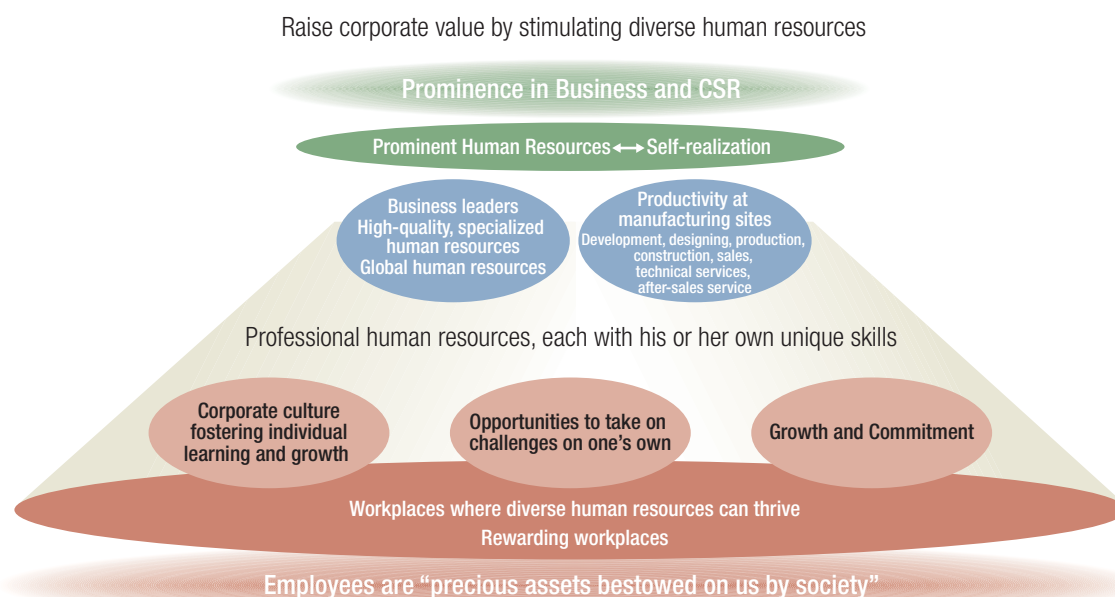 Raise corporate value by stimulating diverse human resources
Prominence in Business and CSR
Prominent Human Resources ↔ Self-realization
Business leaders
High-quality, specialized
human resources
Global human resources
Productivity at
manufacturing sites
Development, designing, production,
construction, sales,
technical services,
after-sales service
Professional human resources, each with his or her own unique skills
Corporate culture
fostering individual
learning and growth
Opportunities to take on
challenges on one's own
Growth and Commitment
Workplaces where diverse human resources can thrive
Rewarding workplaces
Employees are “precious assets bestowed on us by society”